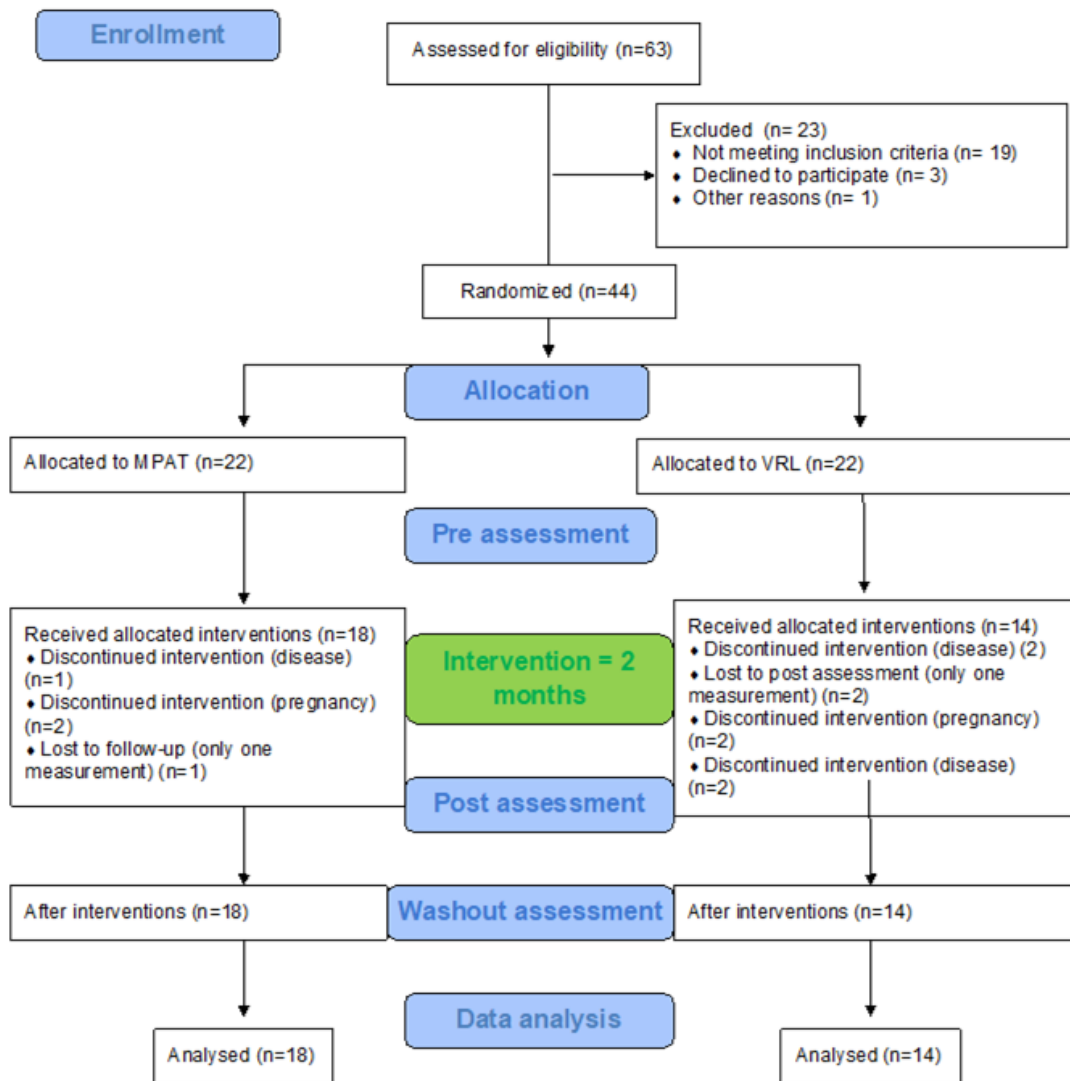 Enrollment
Assessed for eligibility (n=63)
Excluded (n= 23)
♦ Not meeting inclusion criteria (n= 19)
♦ Declined to participate (n= 3)
♦ Other reasons (n= 1)
Randomized (n=44)
Allocation
Allocated to MPAT (n=22)
Allocated to VRL (n=22)
Pre assessment
Received allocated interventions (n=18)
♦ Discontinued intervention (disease)
(n=1)
♦ Discontinued intervention (pregnancy)
(n=2)
♦ Lost to follow-up (only one
measurement) (n=1)
Intervention = 2
months
Received allocated interventions (n=14)
♦ Discontinued intervention (disease) (2)
♦ Lost to post assessment (only one
measurement) (n=2)
♦ Discontinued intervention (pregnancy)
(n=2)
♦ Discontinued intervention (disease)
(n=2)
Post assessment
After interventions (n=18)
Washout assessment
After interventions (n=14)
Data analysis
Analysed (n=18)
Analysed (n=14)